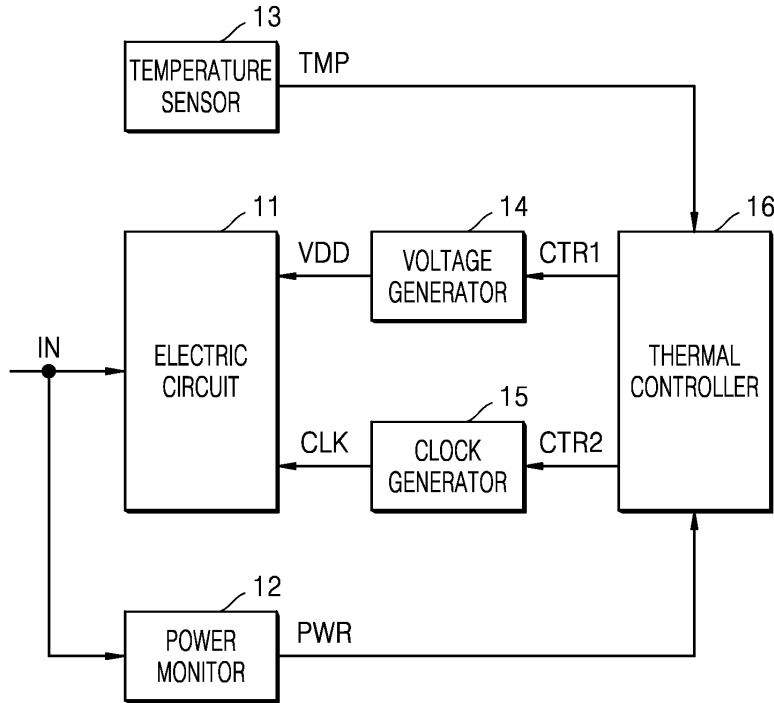 13
TEMPERATURE
SENSOR
TMP
11
14
16
VDD
VOLTAGE
GENERATOR
CTR1
IN
ELECTRIC
CIRCUIT
THERMAL
CONTROLLER
15
CLK
CLOCK
GENERATOR
CTR2
12
POWER
MONITOR
PWR